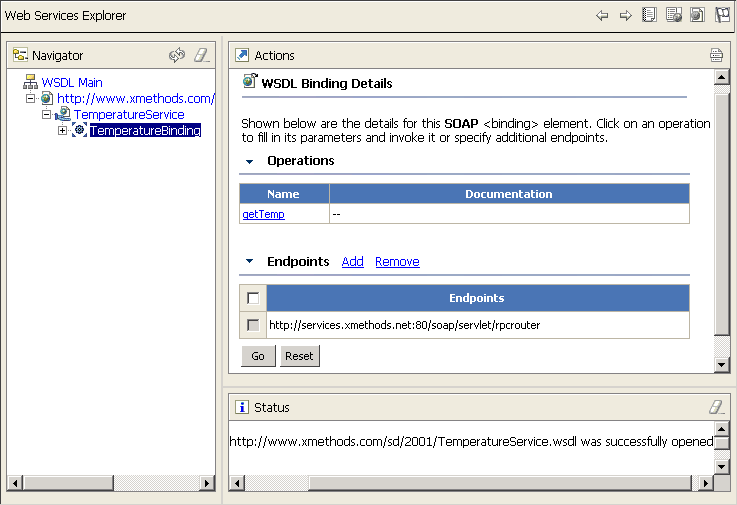 Web Services Explorer
Navigator
WSDL Main
http://www.xmethods.com/
TemperatureService
TemperatureBinding
Actions
WSDL Binding Details
Shown below are the details for this SOAP <binding> element. Click on an operation
to fill in its parameters and invoke it or specify additional endpoints.
Operations
Name Documentation
getTemp --
Endpoints Add Remove
Endpoints
http://services.xmethods.net:80/soap/servlet/rpcrouter
Go Reset
Status
http://www.xmethods.com/sd/2001/TemperatureService.wsdl was successfully opened